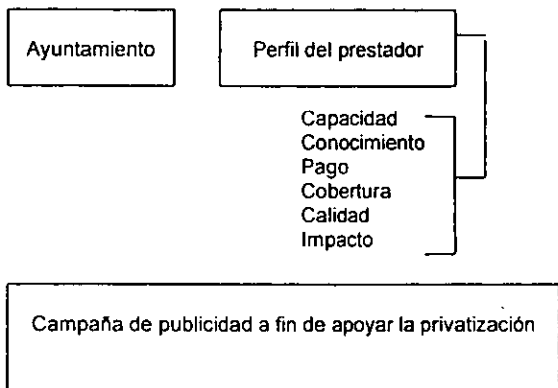 Ayuntamiento
Perfil del prestador
Capacidad
Conocimiento
Pago
Cobertura
Calidad
Impacto
Campaña de publicidad a fin de apoyar la privatización